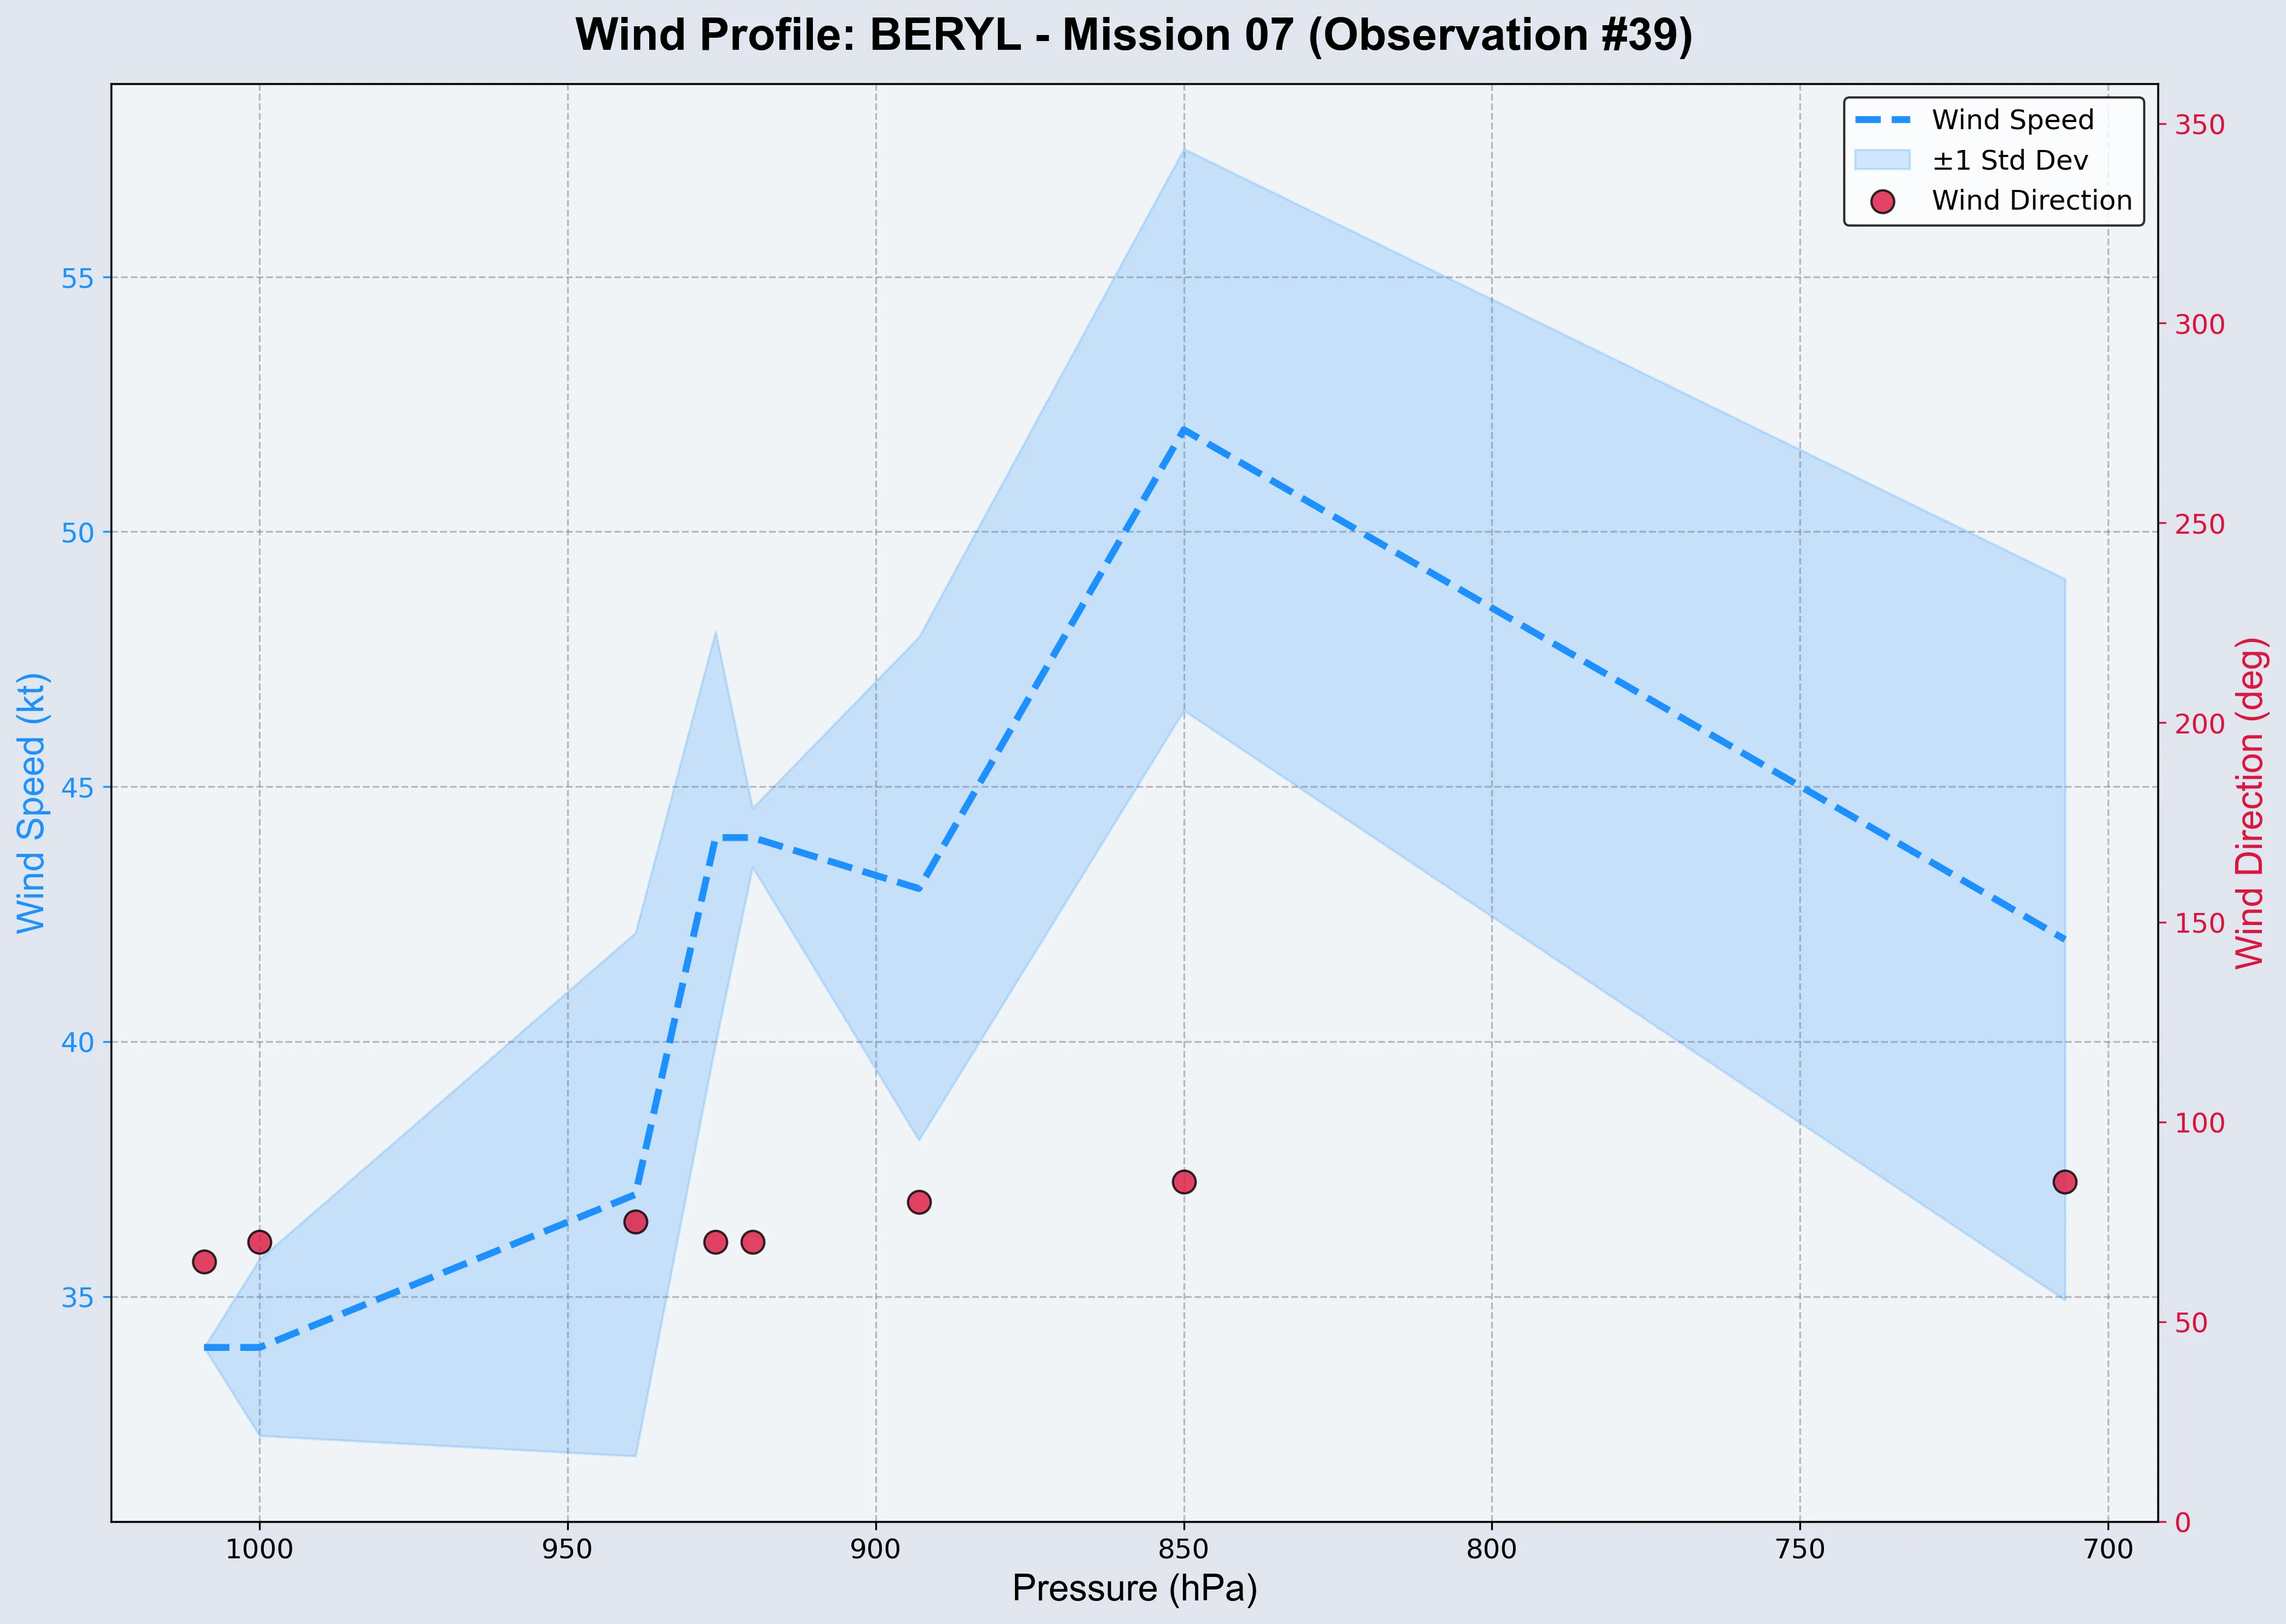 Wind Profile: BERYL - Mission 07 (Observation #39)
Wind Speed
±1 Std Dev
Wind Direction
Wind Speed (kt)
55
50
45
40
35
350
300
250
200
150
100
50
0
Wind Direction (deg)
1000 950 900 850 800 750 700
Pressure (hPa)